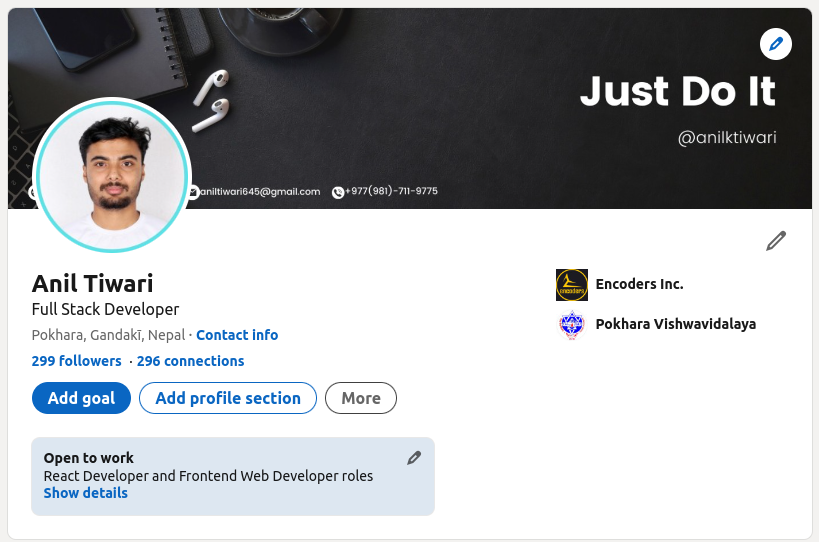 Just Do It
@anilktiwari
aniltiwari645@gmail.com +977(981)-711-9775
Anil Tiwari
Full Stack Developer
Pokhara, Gandakī, Nepal · Contact info
299 followers · 296 connections
Add goal Add profile section More
encoders Encoders Inc.
Pokhara Vishwavidalaya
Open to work
React Developer and Frontend Web Developer roles
Show details